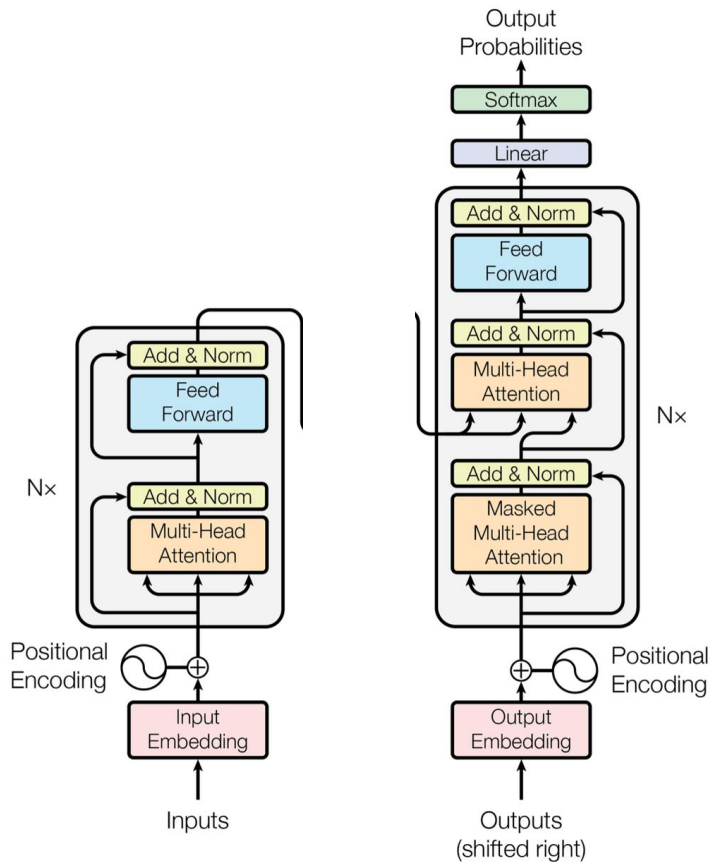 Output
Probabilities
Softmax
Linear
Add & Norm
Feed
Forward
Add & Norm
Multi-Head
Attention
Add & Norm
Masked
Multi-Head
Attention
Nx
Add & Norm
Feed
Forward
Add & Norm
Multi-Head
Attention
Nx
Positional
Encoding
Positional
Encoding
Input
Embedding
Output
Embedding
Inputs
Outputs
(shifted right)